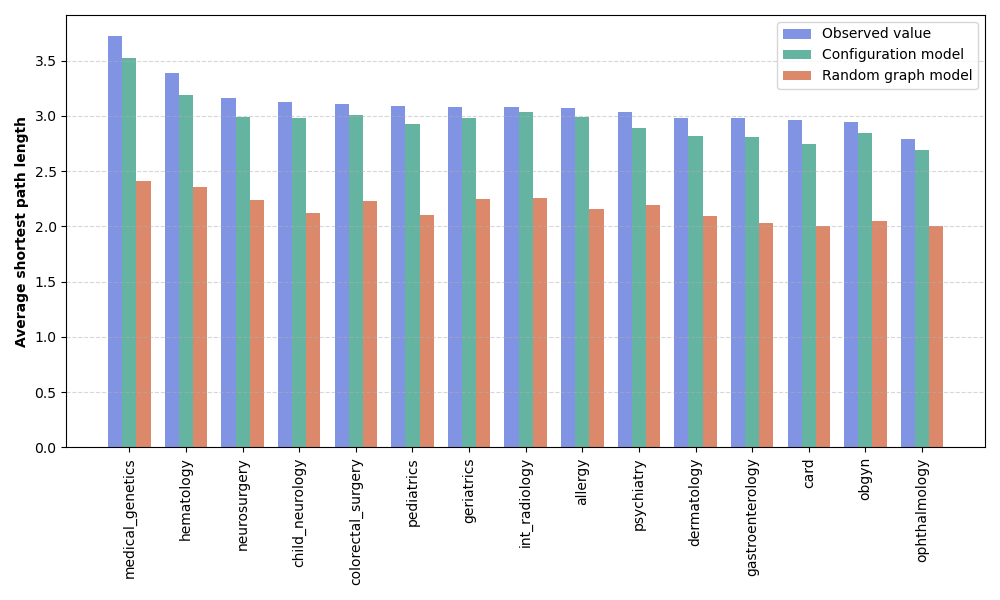 Observed value
Configuration model
Random graph model
Average shortest path length
3.5
3.0
2.5
2.0
1.5
1.0
0.5
0.0
medical_genetics
hematology
neurosurgery
child_neurology
colorectal_surgery
pediatrics
geriatrics
int_radiology
allergy
psychiatry
dermatology
gastroenterology
card
obgyn
ophthalmology